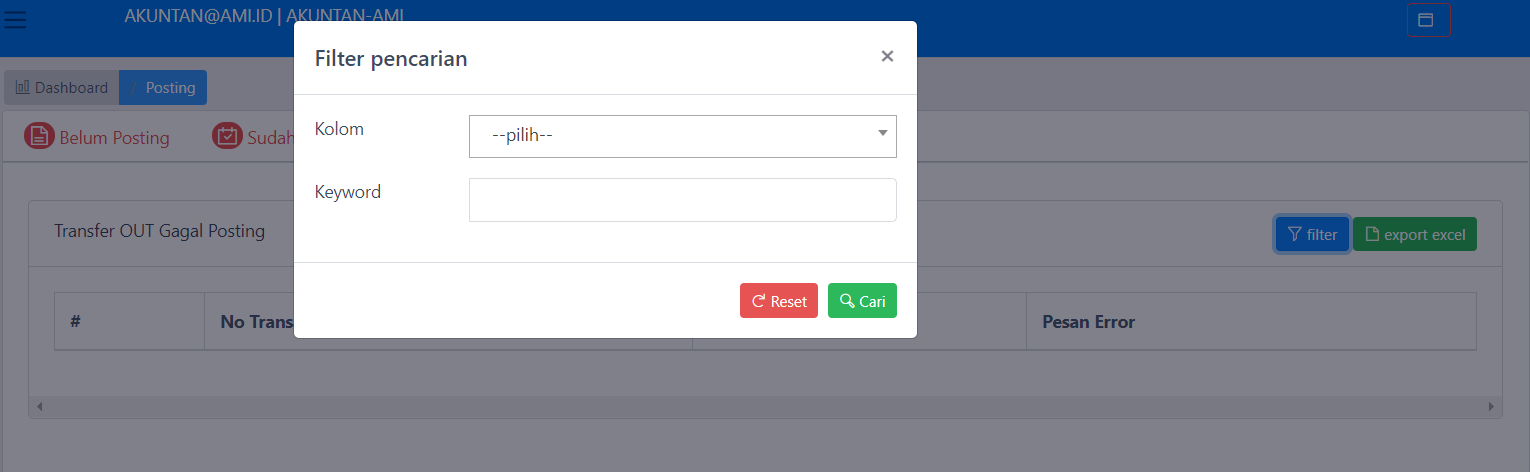 AKUNTAN@AMI.ID | AKUNTAN-AMI
Filter pencarian
×
Dashboard / Posting
Kolom
--pilih--
Belum Posting
Sudah
Keyword
Transfer OUT Gagal Posting
filter
export excel
Reset
Cari
# No Trans Pesan Error